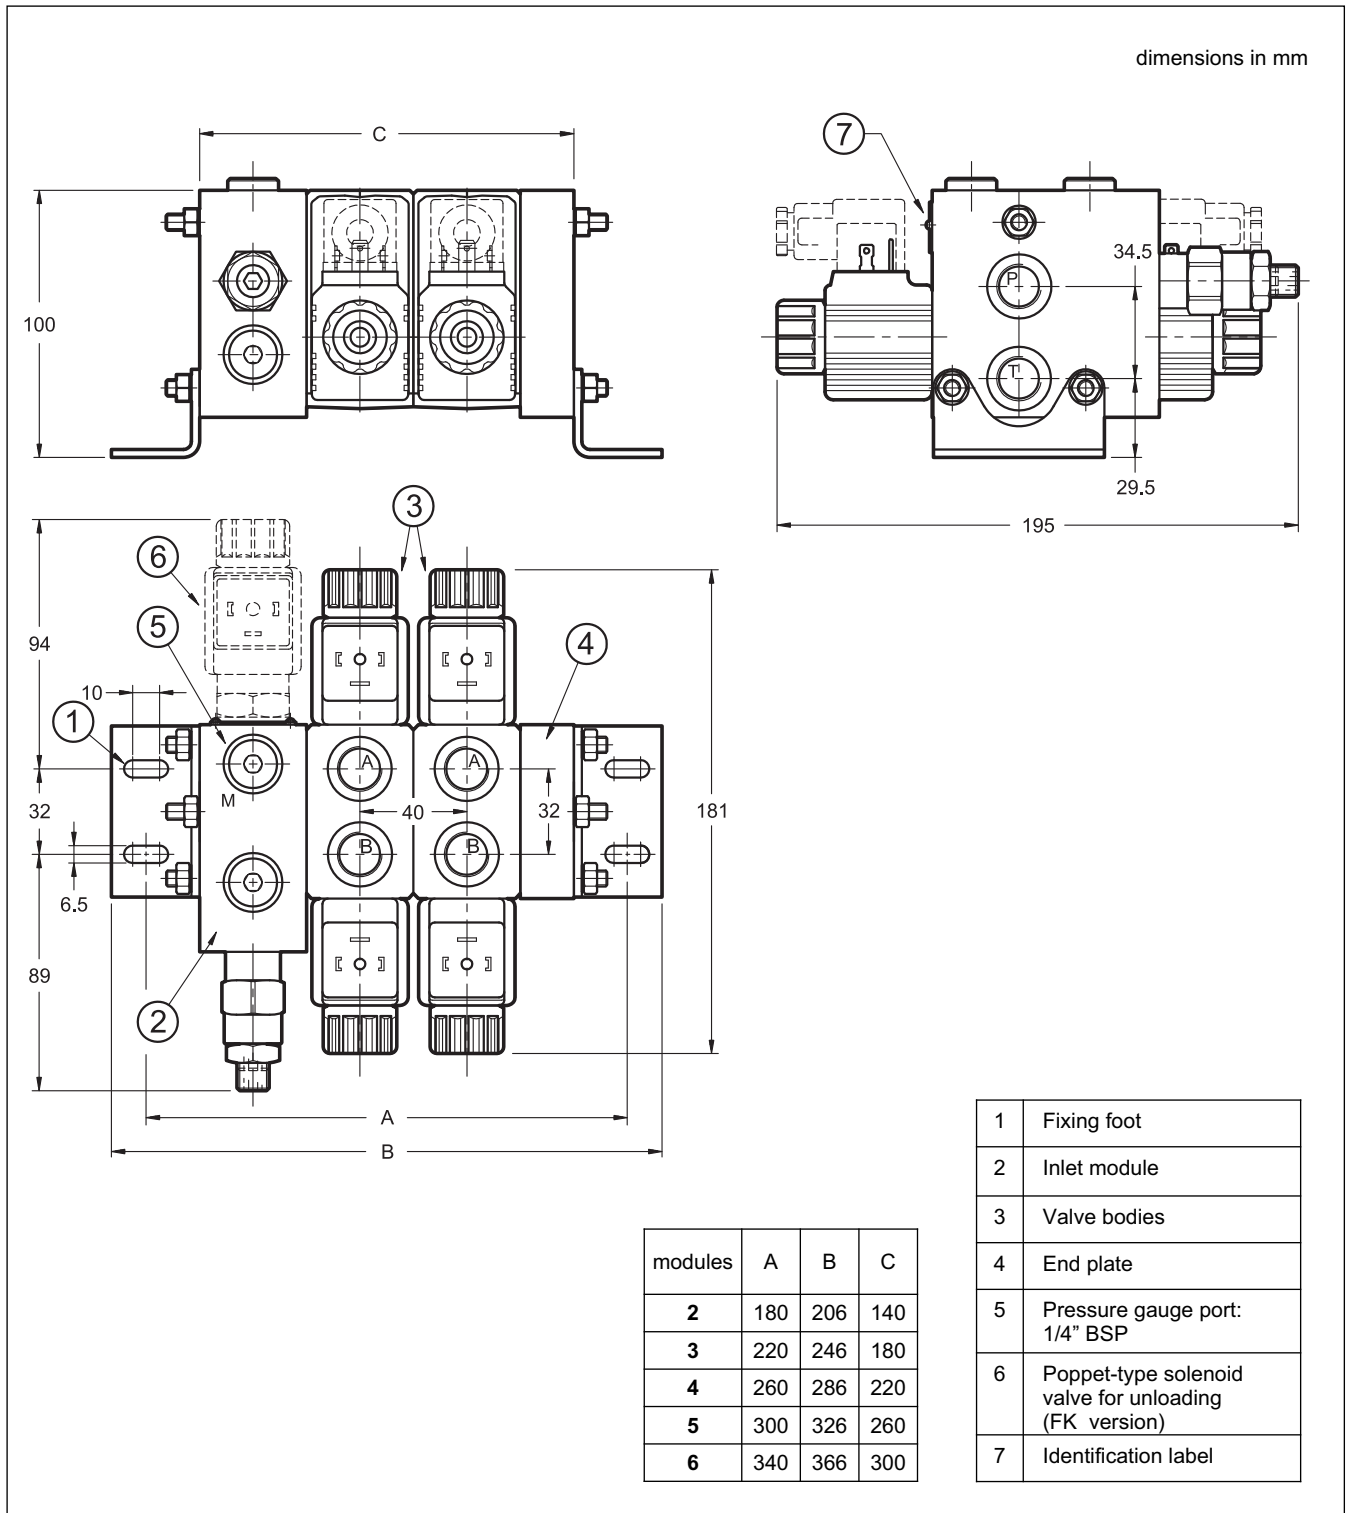 dimensions in mm
C
7
100
34.5
P
T
29.5
195
3
6
5
4
94
10
1
A A
M
32
40
32
181
B B
6.5
89
2
A
B
1 Fixing foot
2 Inlet module
3 Valve bodies
4 End plate
5 Pressure gauge port:
1/4” BSP
6 Poppet-type solenoid
valve for unloading
(FK version)
7 Identification label
modules A B C
2 180 206 140
3 220 246 180
4 260 286 220
5 300 326 260
6 340 366 300